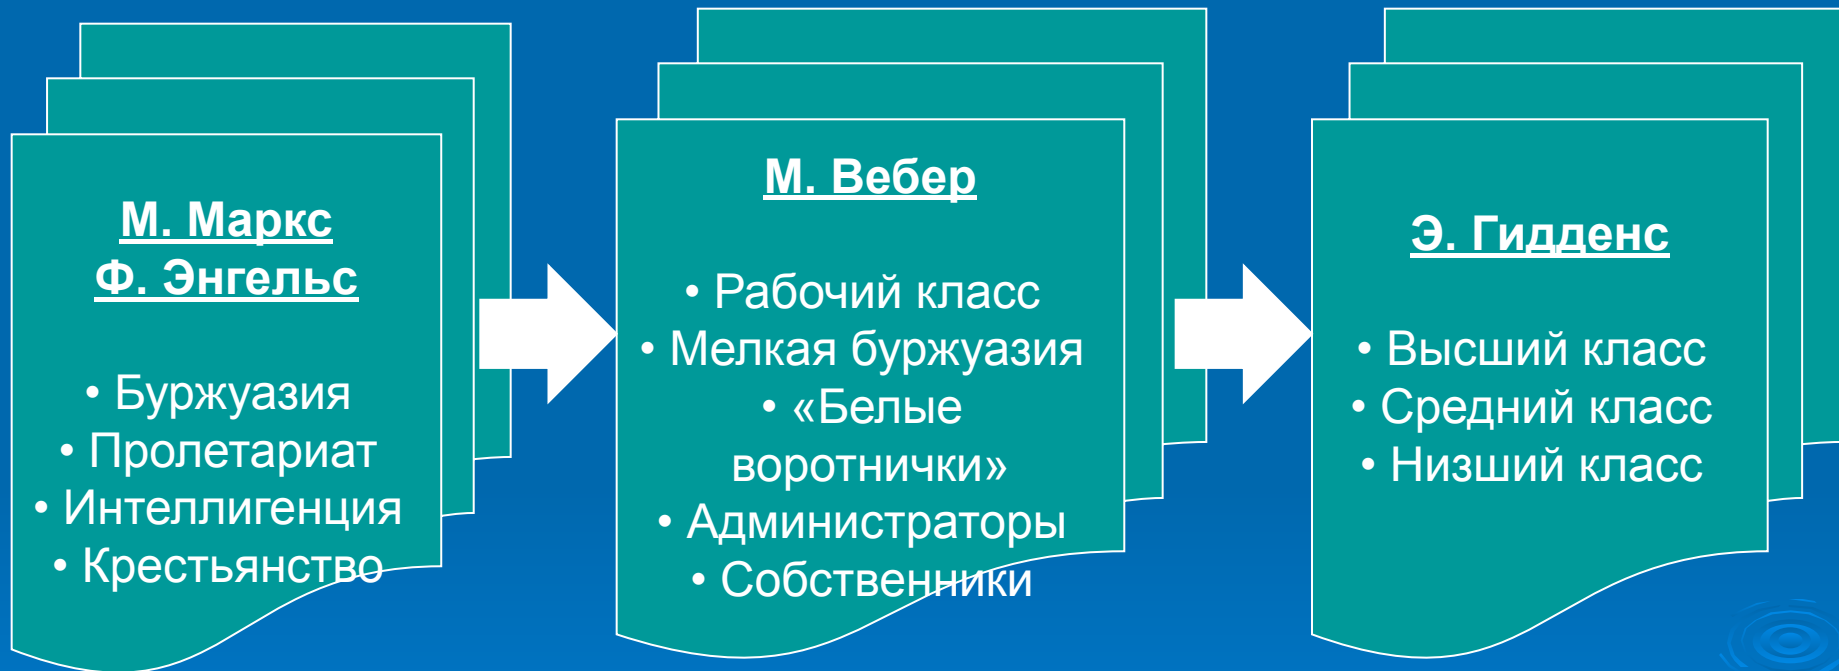 М. Маркс
Ф. Энгельс
• Буржуазия
• Пролетариат
• Интеллигенция
• Крестьянство
М. Вебер
• Рабочий класс
• Мелкая буржуазия
• «Белые
воротнички»
• Администраторы
• Собственники
Э. Гидденс
• Высший класс
• Средний класс
• Низший класс